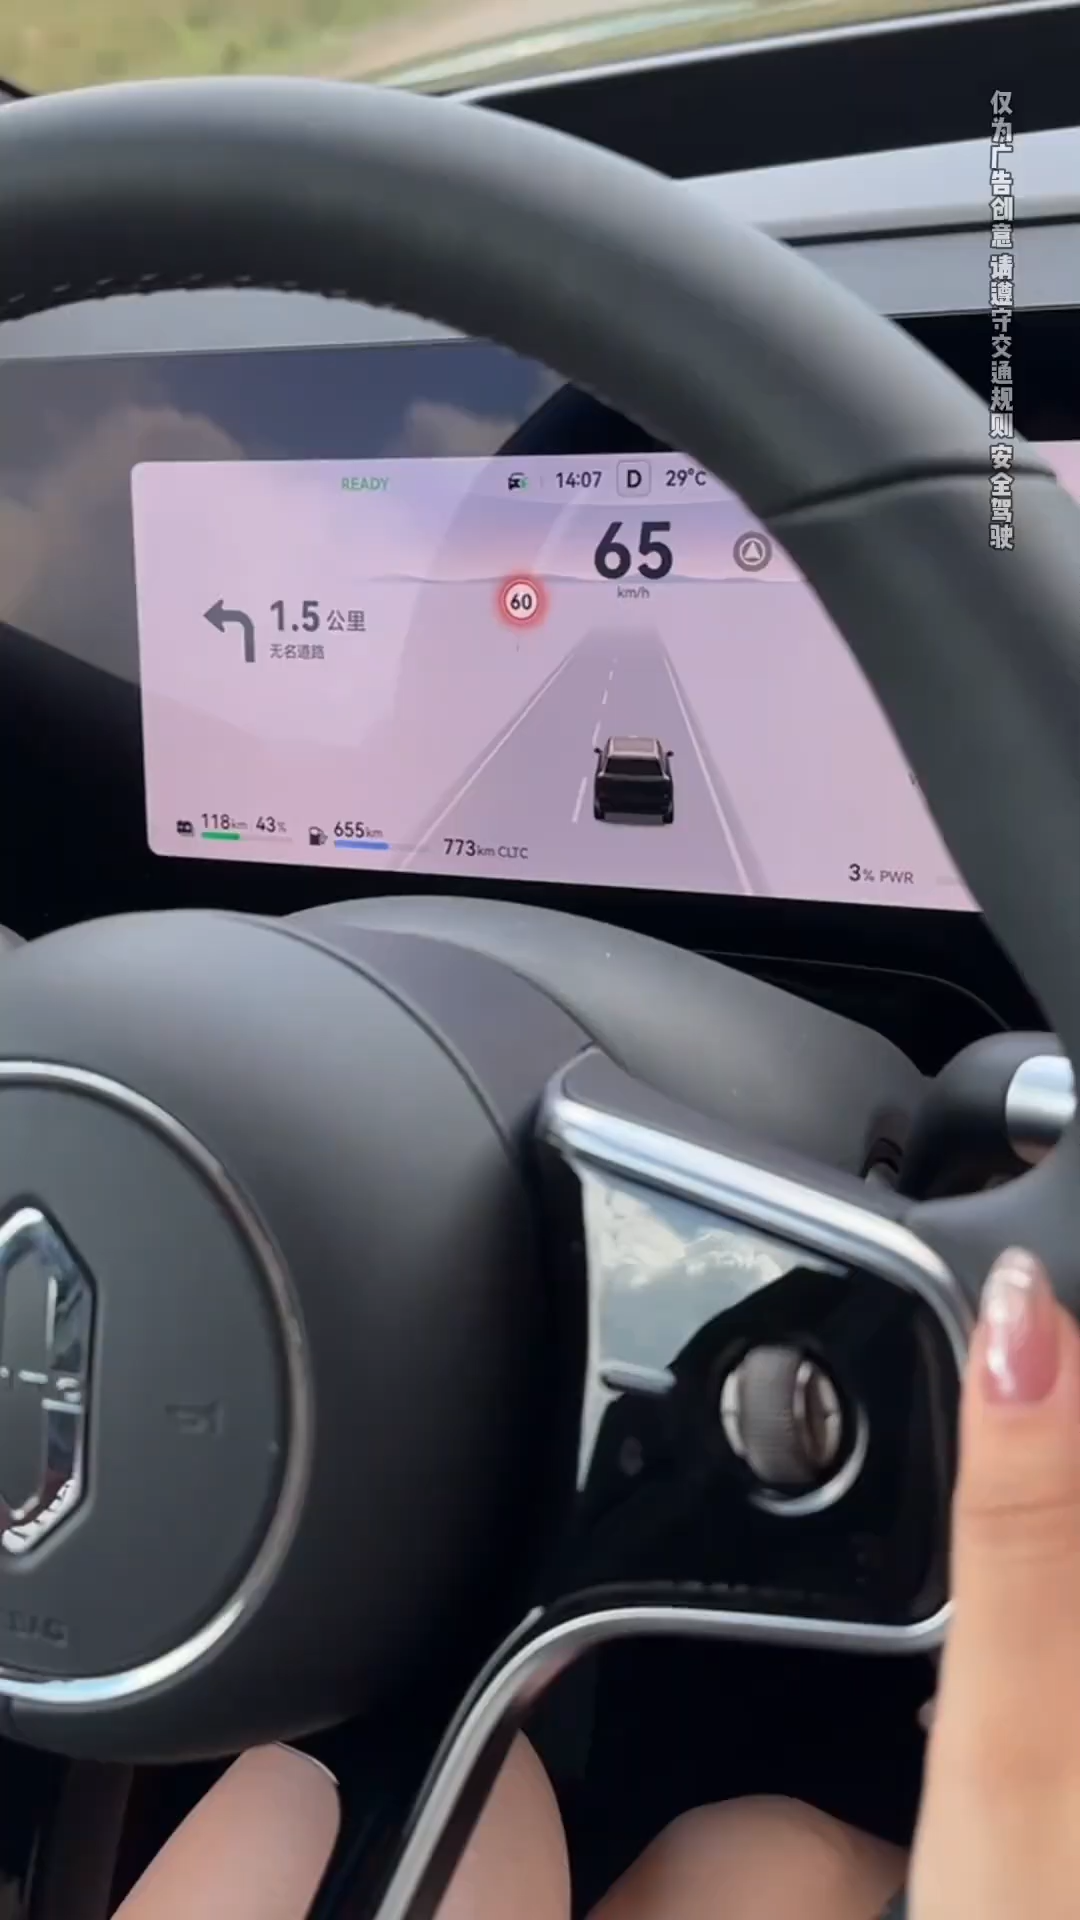 仅为广告创意 请遵守交通规则安全驾驶
READY
14:07 D 29°C
65
km/h
60
1.5公里
无名道路
118km 43%
655km
773km CLTC
3% PWR